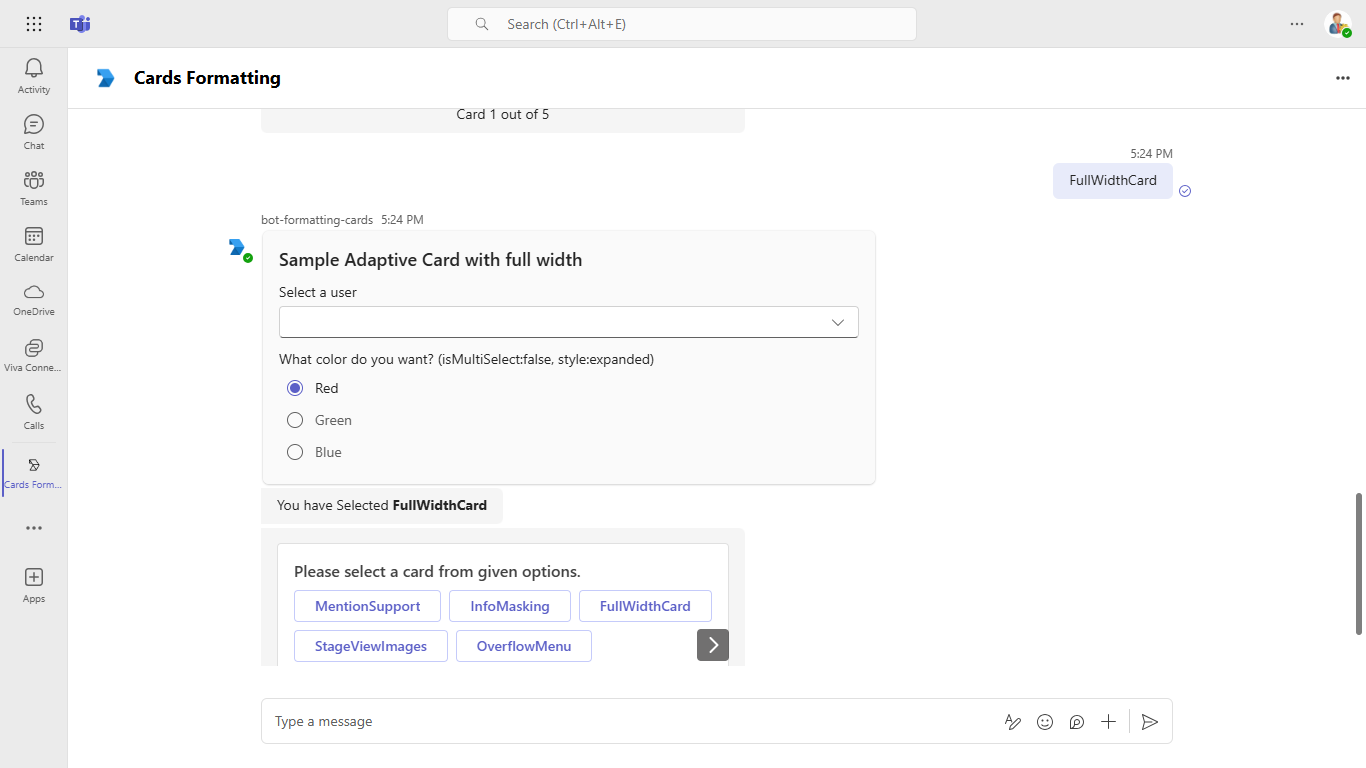 Search (Ctrl+Alt+E)
Activity
Chat
Teams
Calendar
OneDrive
Viva Conne...
Calls
Cards Form...
Apps
Cards Formatting
Card 1 out of 5
5:24 PM
FullWidthCard
bot-formatting-cards 5:24 PM
Sample Adaptive Card with full width
Select a user
What color do you want? (isMultiSelect:false, style:expanded)
Red
Green
Blue
You have Selected FullWidthCard
Please select a card from given options.
MentionSupport InfoMasking FullWidthCard
StageViewImages OverflowMenu
Type a message